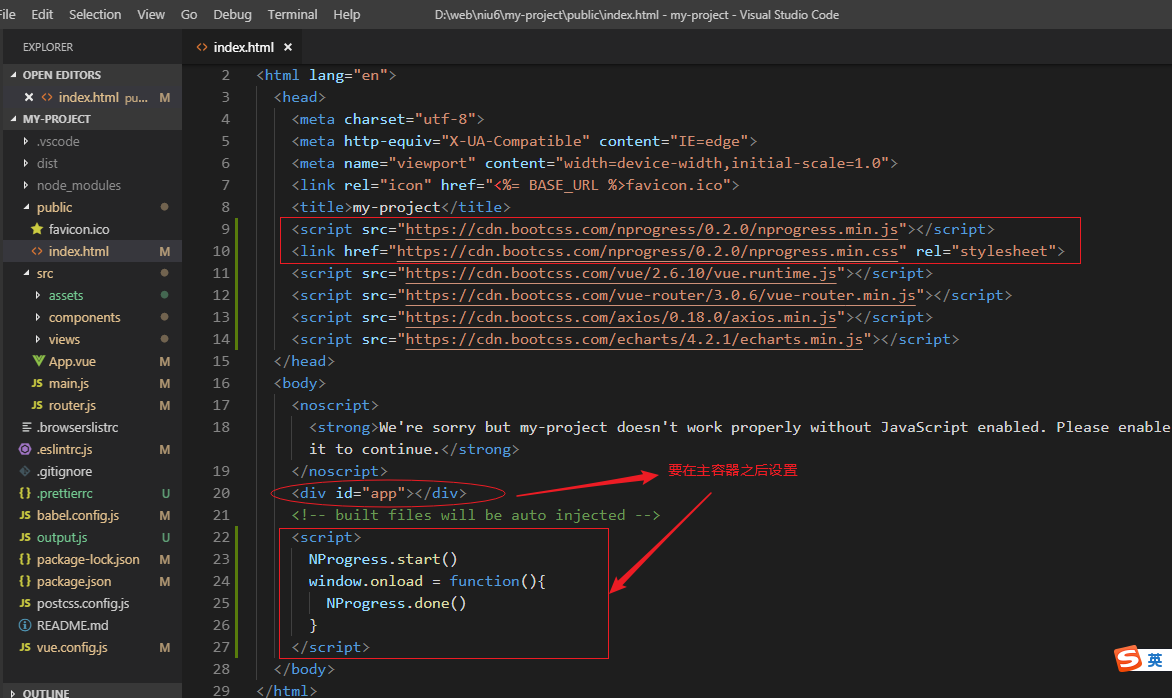 File Edit Selection View Go Debug Terminal Help D:\web\niu6\my-project\public\index.html - my-project - Visual Studio Code
EXPLORER
OPEN EDITORS
index.html pu... M
MY-PROJECT
.vscode
dist
node_modules
public
favicon.ico
index.html M
src
assets
components
views
App.vue M
JS main.js M
JS router.js M
.browserslistrc
.eslintrc.js M
.gitignore
{} .prettierrc U
JS babel.config.js M
JS output.js U
{} package-lock.json M
{} package.json M
JS postcss.config.js
README.md
JS vue.config.js M
OUTLINE
index.html
2 <html lang="en">
3 <head>
4 <meta charset="utf-8">
5 <meta http-equiv="X-UA-Compatible" content="IE=edge">
6 <meta name="viewport" content="width=device-width,initial-scale=1.0">
7 <link rel="icon" href="<%= BASE_URL %>favicon.ico">
8 <title>my-project</title>
9 <script src="https://cdn.bootcss.com/nprogress/0.2.0/nprogress.min.js"></script>
10 <link href="https://cdn.bootcss.com/nprogress/0.2.0/nprogress.min.css" rel="stylesheet">
11 <script src="https://cdn.bootcss.com/vue/2.6.10/vue.runtime.js"></script>
12 <script src="https://cdn.bootcss.com/vue-router/3.0.6/vue-router.min.js"></script>
13 <script src="https://cdn.bootcss.com/axios/0.18.0/axios.min.js"></script>
14 <script src="https://cdn.bootcss.com/echarts/4.2.1/echarts.min.js"></script>
15 </head>
16 <body>
17 <noscript>
18 <strong>We're sorry but my-project doesn't work properly without JavaScript enabled. Please enable
it to continue.</strong>
19 </noscript>
要在主容器之后设置
20 <div id="app"></div>
21 <!-- built files will be auto injected -->
22 <script>
23 NProgress.start()
24 window.onload = function(){
25 NProgress.done()
26 }
27 </script>
28 </body>
29 </html>
英